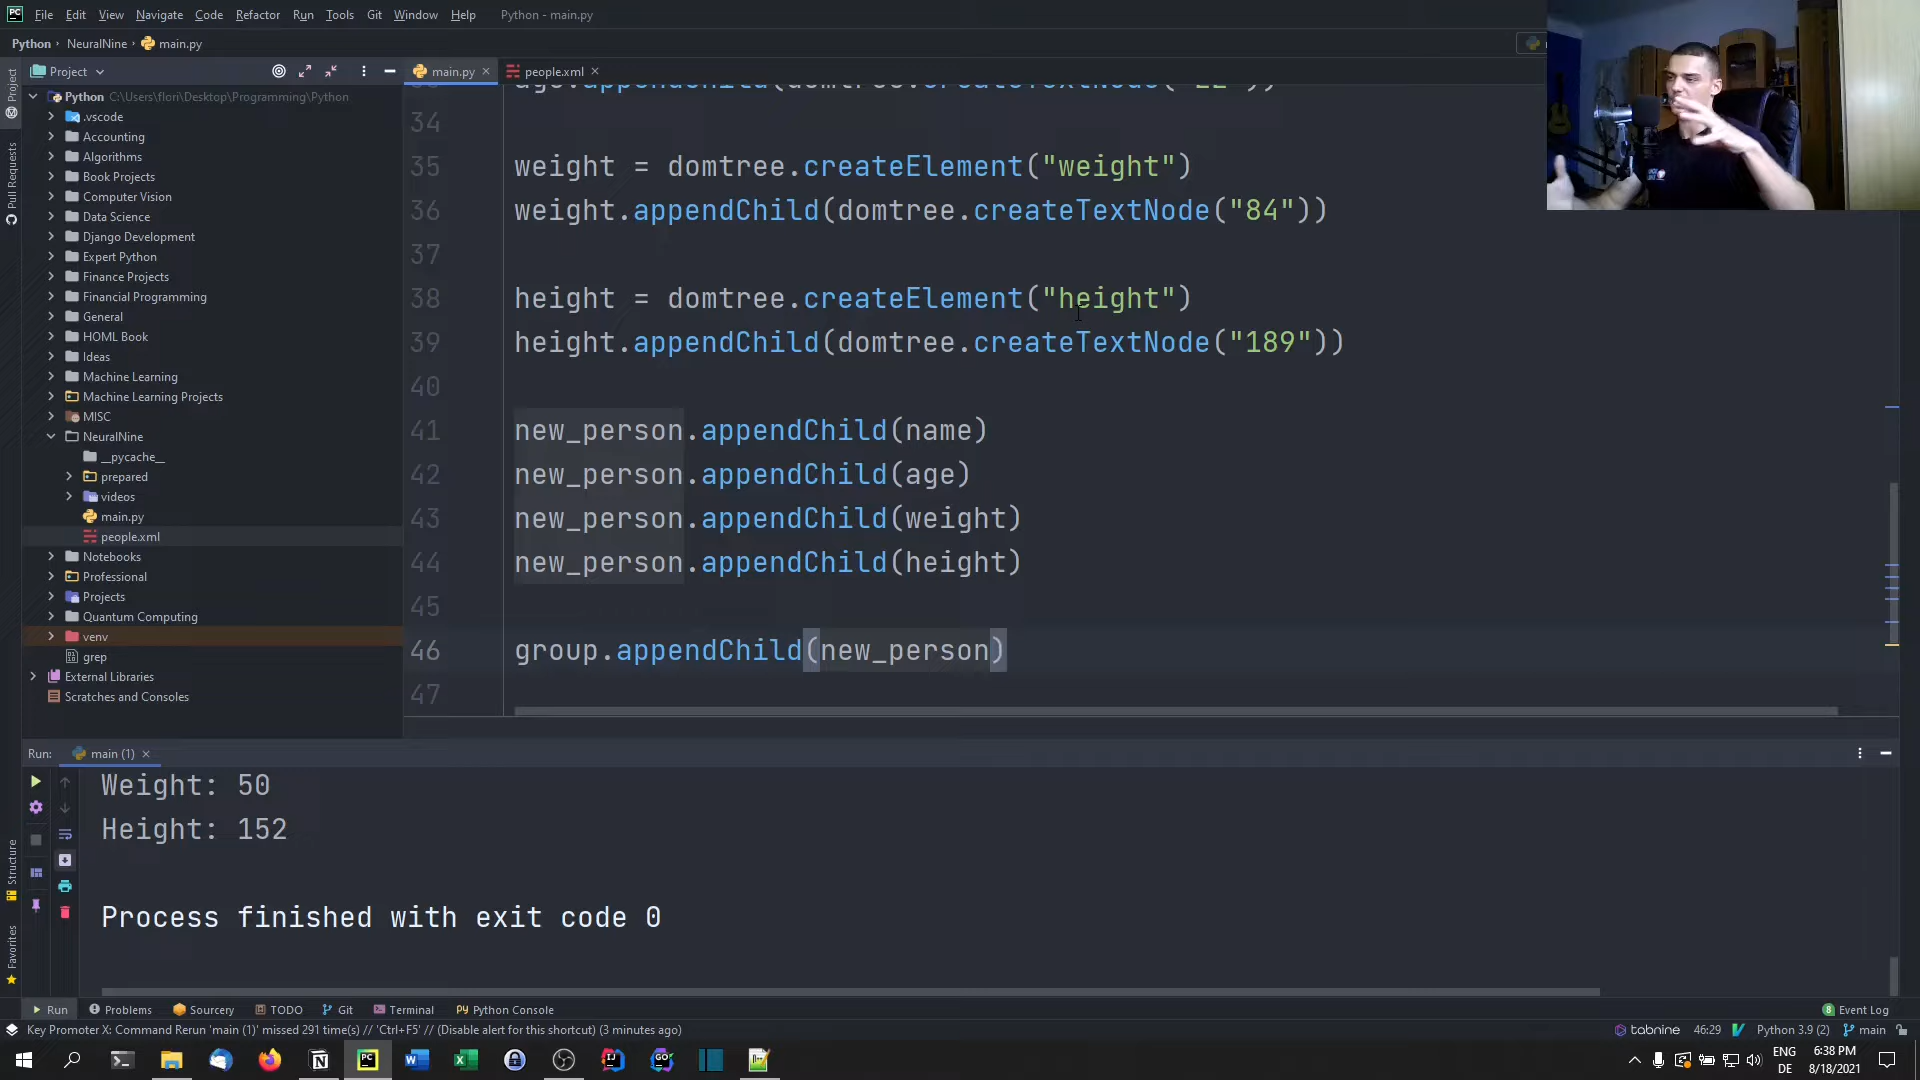 File Edit View Navigate Code Refactor Run Tools Git Window Help Python - main.py
Python NeuralNine main.py
Project main.py people.xml
Project
Pull Requests
Structure
Favorites
Python C:\Users\flori\Desktop\Programming\Python
.vscode
Accounting
Algorithms
Book Projects
Computer Vision
Data Science
Django Development
Expert Python
Finance Projects
Financial Programming
General
HOML Book
Ideas
Machine Learning
Machine Learning Projects
MISC
NeuralNine
__pycache__
prepared
videos
main.py
people.xml
Notebooks
Professional
Projects
Quantum Computing
venv
grep
External Libraries
Scratches and Consoles
34
35 weight = domtree.createElement("weight")
36 weight.appendChild(domtree.createTextNode("84"))
37
38 height = domtree.createElement("height")
39 height.appendChild(domtree.createTextNode("189"))
40
41 new_person.appendChild(name)
42 new_person.appendChild(age)
43 new_person.appendChild(weight)
44 new_person.appendChild(height)
45
46 group.appendChild(new_person)
47
Run: main (1)
Weight: 50
Height: 152
Process finished with exit code 0
Run Problems Sourcery TODO Git Terminal Python Console Event Log
Key Promoter X: Command Rerun 'main (1)' missed 291 time(s) // 'Ctrl+F5' // (Disable alert for this shortcut) (3 minutes ago) tabnine 46:29 Python 3.9 (2) main
ENG 6:38 PM
DE 8/18/2021